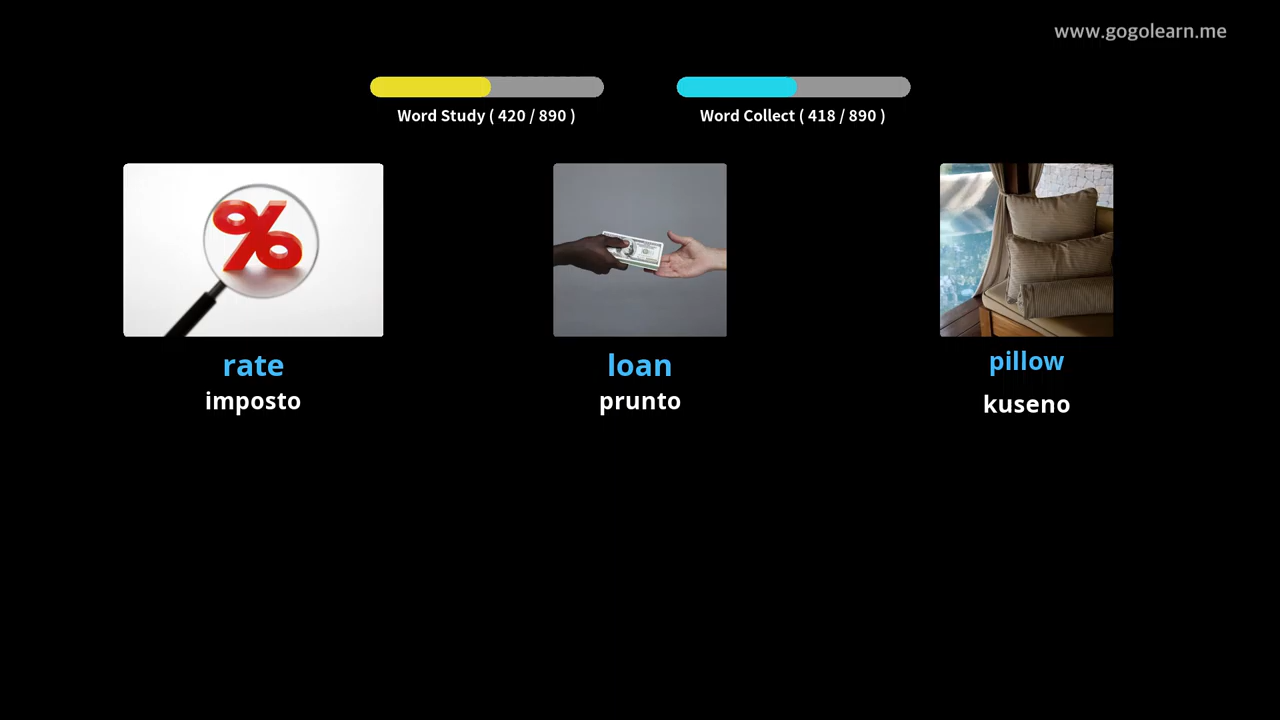 www.gogolearn.me
Word Study ( 420 / 890 )
Word Collect ( 418 / 890 )
rate
imposto
loan
prunto
pillow
kuseno